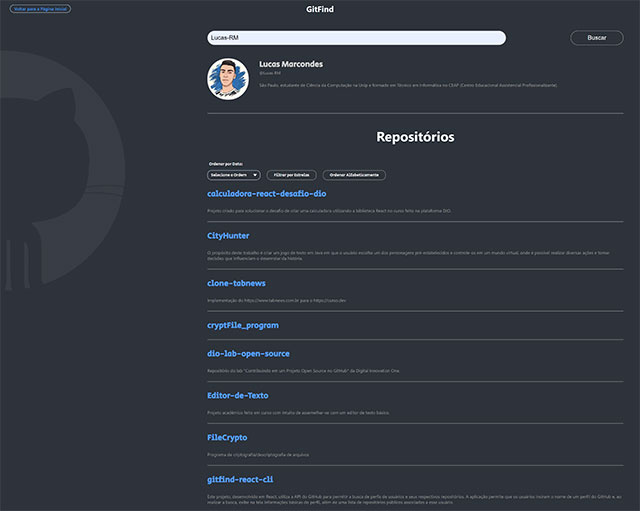 Voltar para a Página Inicial
GitFind
Lucas-RM
Buscar
Lucas Marcondes
@Lucas-RM
São Paulo, estudante de Ciência da Computação na Unip e formado em Técnico em Informática no CEAP (Centro Educacional Assistencial Profissionalizante).
Repositórios
Ordenar por Data:
Selecione a Ordem
Filtrar por Estrelas
Ordenar Alfabeticamente
calculadora-react-desafio-dio
Projeto criado para solucionar o desafio de criar uma calculadora utilizando a biblioteca React no curso feito na plataforma DIO.
CityHunter
O propósito deste trabalho é criar um jogo de texto em Java em que o usuário escolha um dos personagens pré-estabelecidos e controle-os em um mundo virtual, onde é possível realizar diversas ações e tomar
decisões que influenciam o desenrolar da história.
clone-tabnews
Implementação do https://www.tabnews.com.br para o https://curso.dev
cryptFile_program
dio-lab-open-source
Repositório do lab "Contribuindo em um Projeto Open Source no GitHub" da Digital Innovation One.
Editor-de-Texto
Projeto acadêmico feito em curso com intuito de assemelhar-se com um editor de texto básico.
FileCrypto
Programa de criptografia/descriptografia de arquivos
gitfind-react-cli
Este projeto, desenvolvido em React, utiliza a API do GitHub para permitir a busca de perfis de usuários e seus respectivos repositórios. A aplicação permite que os usuários insiram o nome de um perfil do GitHub e, ao
realizar a busca, exibe na tela informações básicas do perfil, além de uma lista de repositórios públicos associados a esse usuário.